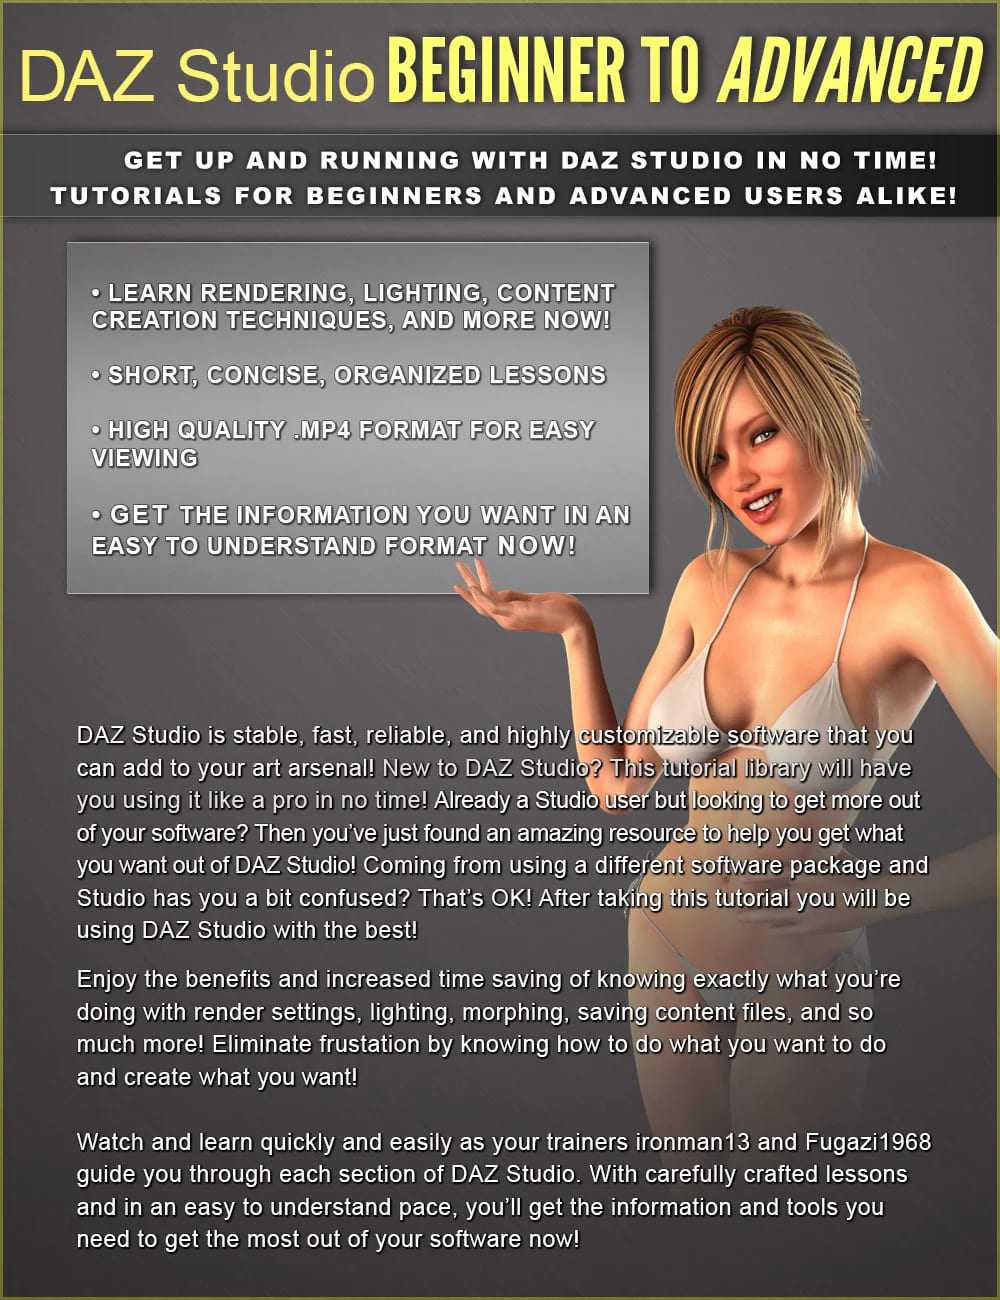 DAZ Studio BEGINNER TO ADVANCED
GET UP AND RUNNING WITH DAZ STUDIO IN NO TIME!
TUTORIALS FOR BEGINNERS AND ADVANCED USERS ALIKE!
• LEARN RENDERING, LIGHTING, CONTENT
CREATION TECHNIQUES, AND MORE NOW!
• SHORT, CONCISE, ORGANIZED LESSONS
• HIGH QUALITY .MP4 FORMAT FOR EASY
VIEWING
• GET THE INFORMATION YOU WANT IN AN
EASY TO UNDERSTAND FORMAT NOW!
DAZ Studio is stable, fast, reliable, and highly customizable software that you
can add to your art arsenal! New to DAZ Studio? This tutorial library will have
you using it like a pro in no time! Already a Studio user but looking to get more out
of your software? Then you've just found an amazing resource to help you get what
you want out of DAZ Studio! Coming from using a different software package and
Studio has you a bit confused? That's OK! After taking this tutorial you will be
using DAZ Studio with the best!
Enjoy the benefits and increased time saving of knowing exactly what you're
doing with render settings, lighting, morphing, saving content files, and so
much more! Eliminate frustation by knowing how to do what you want to do
and create what you want!
Watch and learn quickly and easily as your trainers ironman13 and Fugazi1968
guide you through each section of DAZ Studio. With carefully crafted lessons
and in an easy to understand pace, you'll get the information and tools you
need to get the most out of your software now!